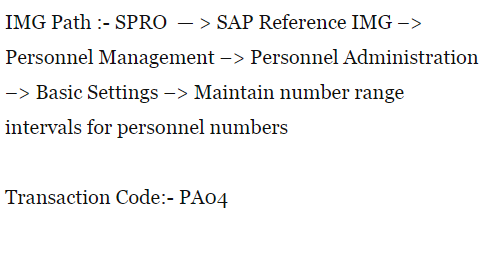 IMG Path :- SPRO  — > SAP Reference IMG –>
Personnel Management –> Personnel Administration
–> Basic Settings –> Maintain number range
intervals for personnel numbers
Transaction Code:- PA04